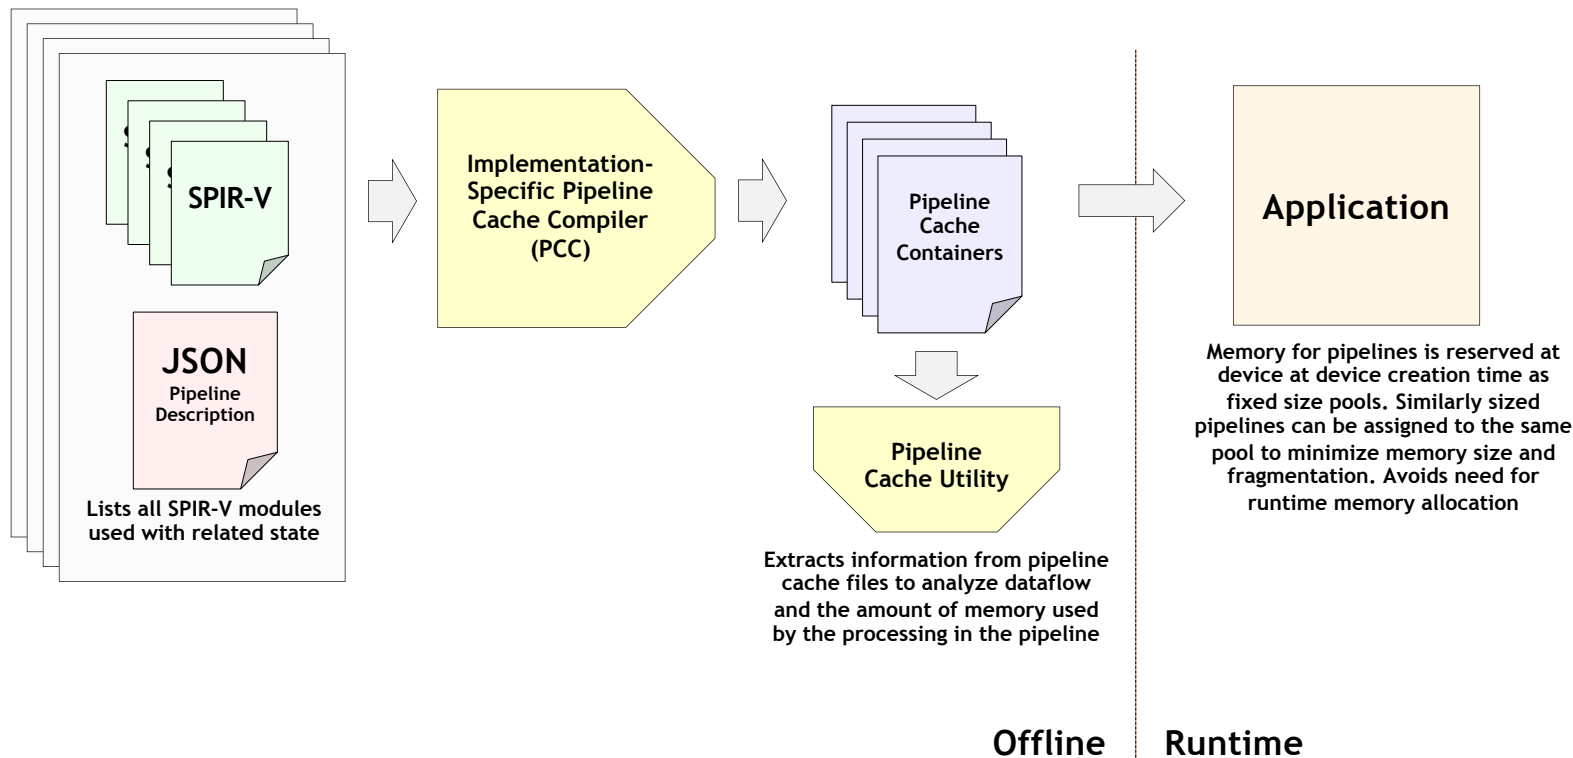 SPIR-V
JSON
Pipeline
Description
Lists all SPIR-V modules
used with related state
Implementation-
Specific Pipeline
Cache Compiler
(PCC)
Pipeline
Cache
Containers
Pipeline
Cache Utility
Extracts information from pipeline
cache files to analyze dataflow
and the amount of memory used
by the processing in the pipeline
Application
Memory for pipelines is reserved at
device at device creation time as
fixed size pools. Similarly sized
pipelines can be assigned to the same
pool to minimize memory size and
fragmentation. Avoids need for
runtime memory allocation
Offline
Runtime